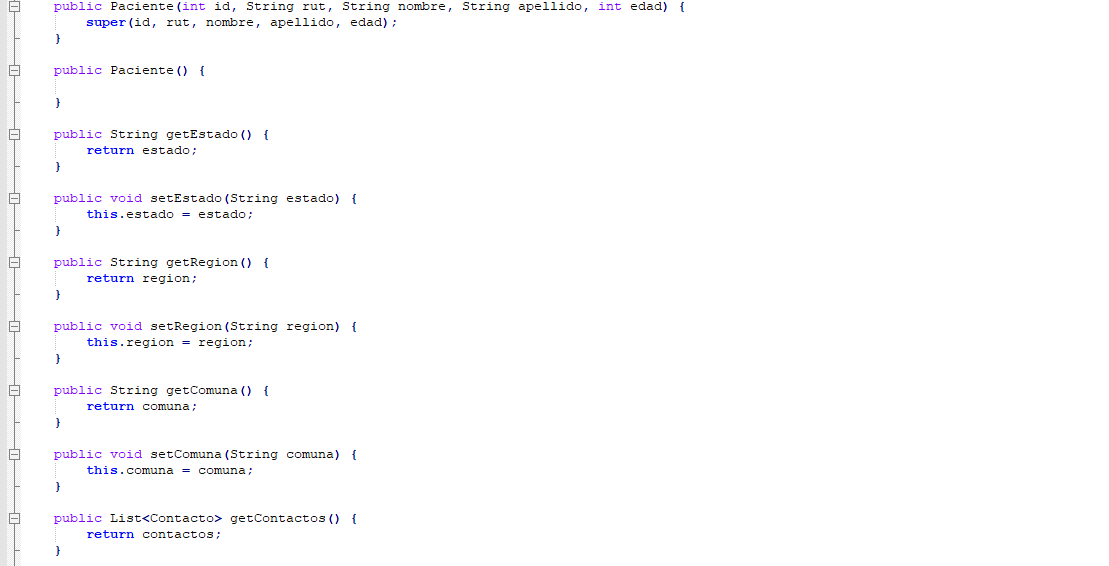 public Paciente(int id, String rut, String nombre, String apellido, int edad) {
super(id, rut, nombre, apellido, edad);
}
public Paciente() {
}
public String getEstado() {
return estado;
}
public void setEstado(String estado) {
this.estado = estado;
}
public String getRegion() {
return region;
}
public void setRegion(String region) {
this.region = region;
}
public String getComuna() {
return comuna;
}
public void setComuna(String comuna) {
this.comuna = comuna;
}
public List<Contacto> getContactos() {
return contactos;
}